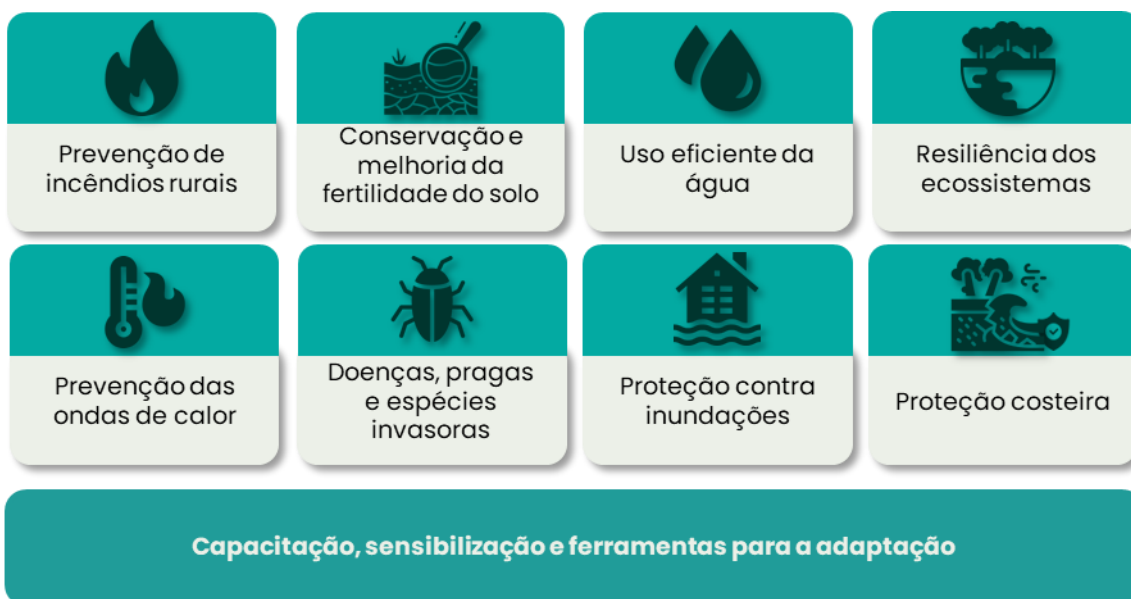 Prevenção de
incêndios rurais
Conservação e
melhoria da
fertilidade do solo
Uso eficiente da
água
Resiliência dos
ecossistemas
Prevenção das
ondas de calor
Doenças, pragas
e espécies
invasoras
Proteção contra
inundações
Proteção costeira
Capacitação, sensibilização e ferramentas para a adaptação